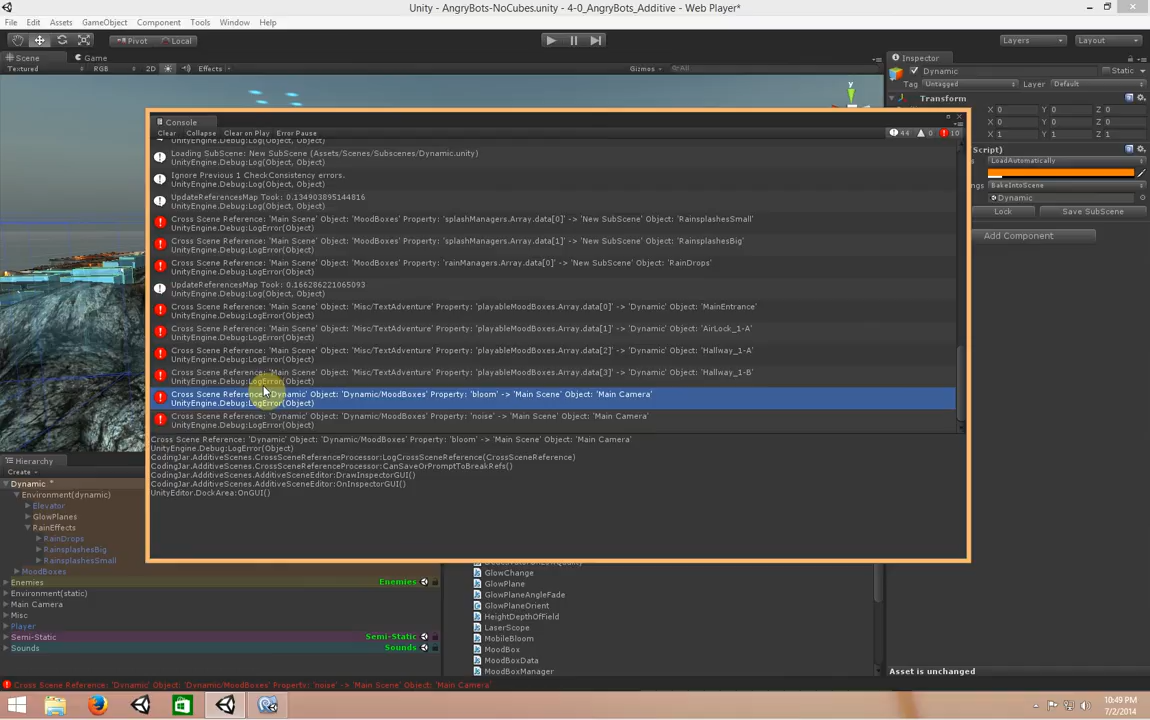 Unity - AngryBots-NoCubes.unity - 4-0_AngryBots_Additive - Web Player*
File Edit Assets GameObject Component Tools Window Help
Pivot Local Layers Layout
Scene Game Inspector
Textured RGB 2D Effects Gizmos All
Dynamic Static
Tag Untagged Layer Default
y
Transform
X 0 Y 0 Z 0
X 0 Y 0 Z 0
X 1 Y 1 Z 1
Console
Clear Collapse Clear on Play Error Pause 44 0 10
UnityEngine.Debug:Log(Object, Object)
Loading SubScene: New SubScene (Assets/Scenes/Subscenes/Dynamic.unity)
UnityEngine.Debug:Log(Object, Object)
Ignore Previous 1 CheckConsistency errors.
UnityEngine.Debug:Log(Object, Object)
UpdateReferencesMap Took: 0.134903895144816
UnityEngine.Debug:Log(Object, Object)
Cross Scene Reference: 'Main Scene' Object: 'MoodBoxes' Property: 'splashManagers.Array.data[0]' -> 'New SubScene' Object: 'RainsplashesSmall'
UnityEngine.Debug:LogError(Object)
Cross Scene Reference: 'Main Scene' Object: 'MoodBoxes' Property: 'splashManagers.Array.data[1]' -> 'New SubScene' Object: 'RainsplashesBig'
UnityEngine.Debug:LogError(Object)
Cross Scene Reference: 'Main Scene' Object: 'MoodBoxes' Property: 'rainManagers.Array.data[0]' -> 'New SubScene' Object: 'RainDrops'
UnityEngine.Debug:LogError(Object)
UpdateReferencesMap Took: 0.166286221065093
UnityEngine.Debug:Log(Object, Object)
Cross Scene Reference: 'Main Scene' Object: 'Misc/TextAdventure' Property: 'playableMoodBoxes.Array.data[0]' -> 'Dynamic' Object: 'MainEntrance'
UnityEngine.Debug:LogError(Object)
Cross Scene Reference: 'Main Scene' Object: 'Misc/TextAdventure' Property: 'playableMoodBoxes.Array.data[1]' -> 'Dynamic' Object: 'AirLock_1-A'
UnityEngine.Debug:LogError(Object)
Cross Scene Reference: 'Main Scene' Object: 'Misc/TextAdventure' Property: 'playableMoodBoxes.Array.data[2]' -> 'Dynamic' Object: 'Hallway_1-A'
UnityEngine.Debug:LogError(Object)
Cross Scene Reference: 'Main Scene' Object: 'Misc/TextAdventure' Property: 'playableMoodBoxes.Array.data[3]' -> 'Dynamic' Object: 'Hallway_1-B'
UnityEngine.Debug:LogError(Object)
Cross Scene Reference: 'Dynamic' Object: 'Dynamic/MoodBoxes' Property: 'bloom' -> 'Main Scene' Object: 'Main Camera'
UnityEngine.Debug:LogError(Object)
Cross Scene Reference: 'Dynamic' Object: 'Dynamic/MoodBoxes' Property: 'noise' -> 'Main Scene' Object: 'Main Camera'
UnityEngine.Debug:LogError(Object)
Cross Scene Reference: 'Dynamic' Object: 'Dynamic/MoodBoxes' Property: 'bloom' -> 'Main Scene' Object: 'Main Camera'
UnityEngine.Debug:LogError(Object)
CodingJar.AdditiveScenes.CrossSceneReferenceProcessor:LogCrossSceneReference(CrossSceneReference)
CodingJar.AdditiveScenes.CrossSceneReferenceProcessor:CanSaveOrPromptToBreakRefs()
CodingJar.AdditiveScenes.AdditiveSceneEditor:DrawInspectorGUI()
CodingJar.AdditiveScenes.AdditiveSceneEditor:OnInspectorGUI()
UnityEditor.DockArea:OnGUI()
Script)
LoadAutomatically
BakeIntoScene
Dynamic
Lock Save SubScene
Add Component
Hierarchy
Create All
Dynamic *
Environment(dynamic)
Elevator
GlowPlanes
RainEffects
RainDrops
RainsplashesBig
RainsplashesSmall
MoodBoxes
Enemies Enemies
Environment(static)
Main Camera
Misc
Player
Semi-Static Semi-Static
Sounds Sounds
GlowChange
GlowPlane
GlowPlaneAngleFade
GlowPlaneOrient
HeightDepthOfField
LaserScope
MobileBloom
MoodBox
MoodBoxData
MoodBoxManager
Asset is unchanged
Cross Scene Reference: 'Dynamic' Object: 'Dynamic/MoodBoxes' Property: 'noise' -> 'Main Scene' Object: 'Main Camera'
10:49 PM
7/2/2014